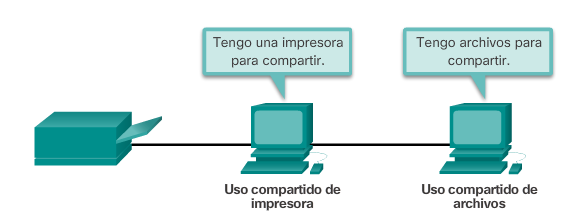 Tengo una impresora
para compartir.
Tengo archivos para
compartir.
Uso compartido de
impresora
Uso compartido de
archivos